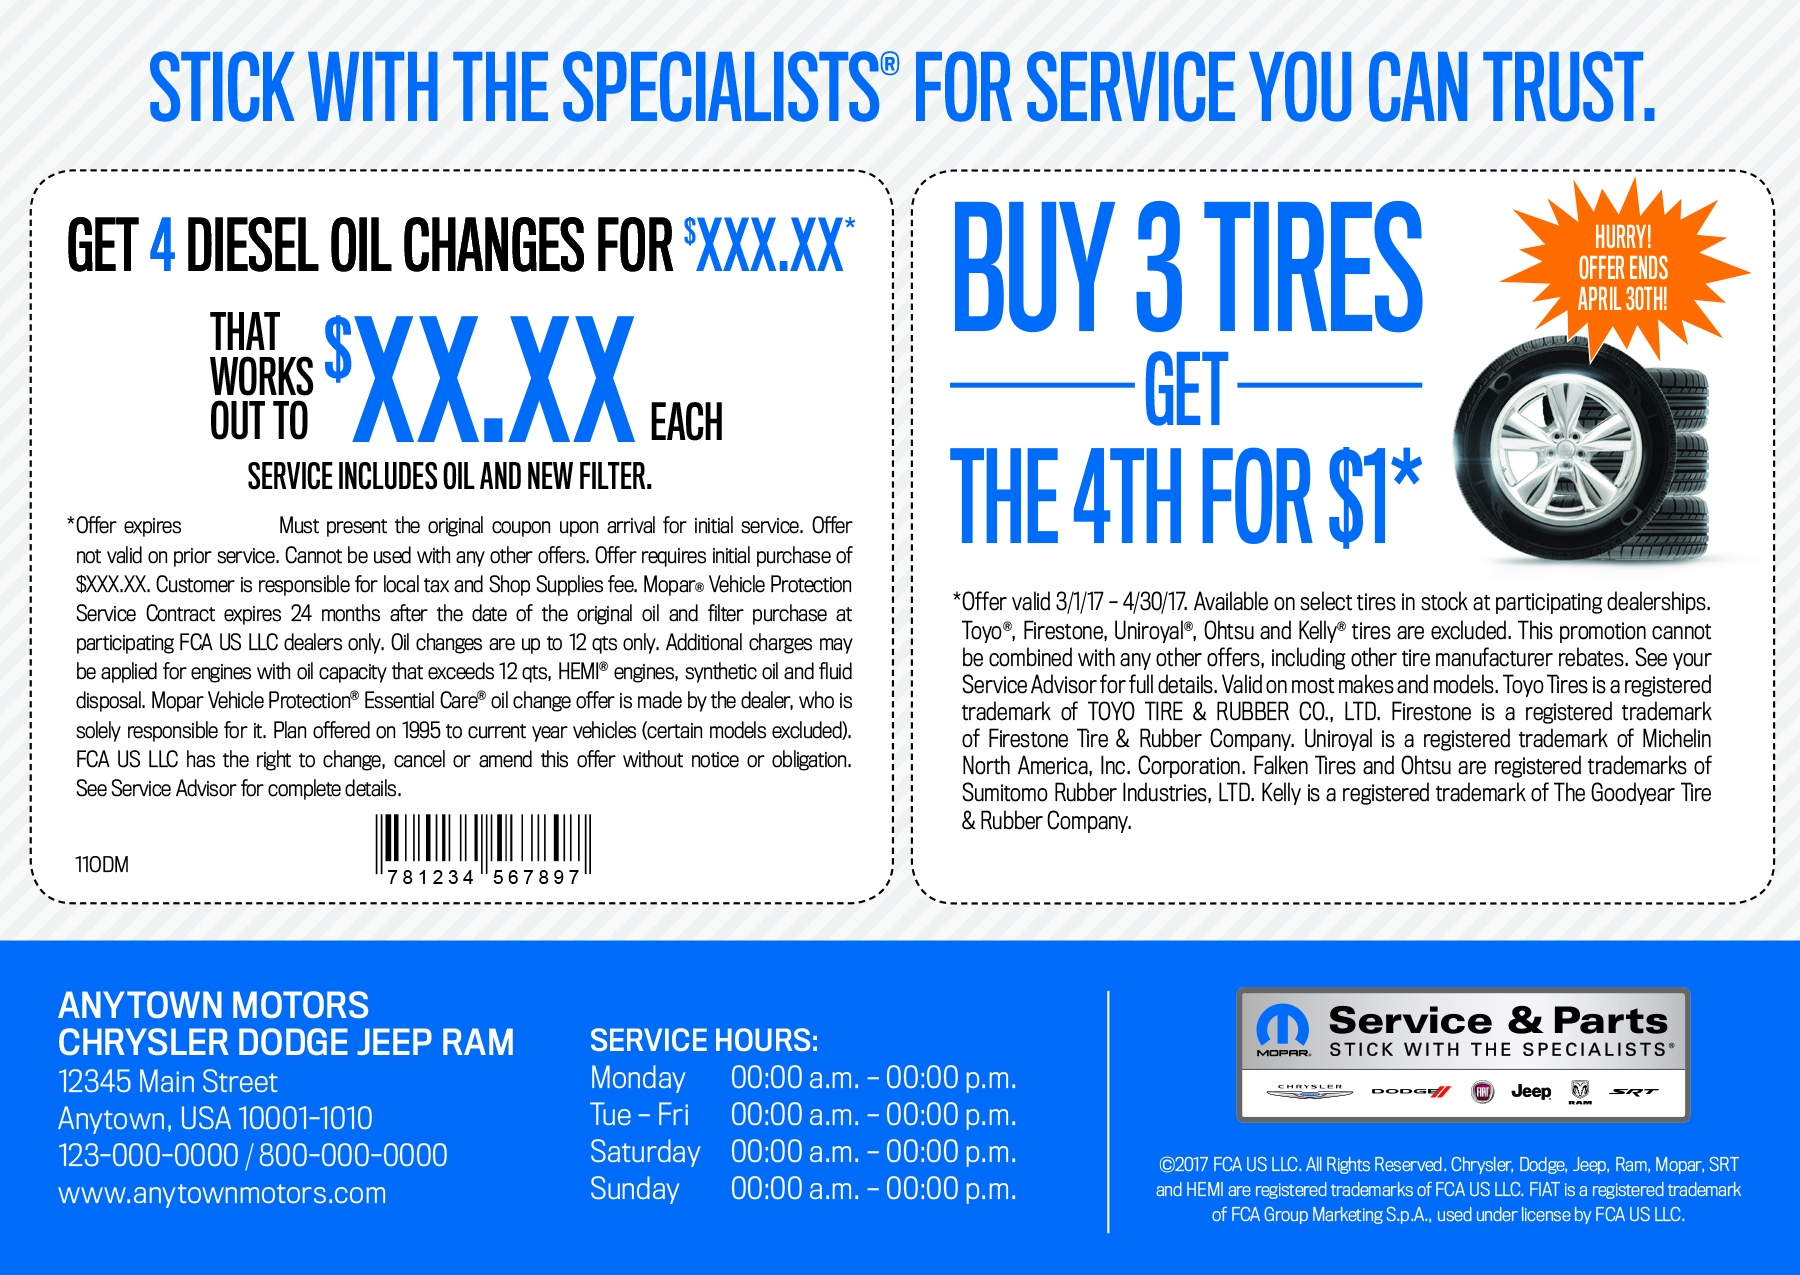 STICK WITH THE SPECIALISTS® FOR SERVICE YOU CAN TRUST.
GET 4 DIESEL OIL CHANGES FOR $XXX.XX*
THAT
WORKS
OUT TO
$XX.XX EACH
SERVICE INCLUDES OIL AND NEW FILTER.
*Offer expires Must present the original coupon upon arrival for initial service. Offer
not valid on prior service. Cannot be used with any other offers. Offer requires initial purchase of
$XXX.XX. Customer is responsible for local tax and Shop Supplies fee. Mopar® Vehicle Protection
Service Contract expires 24 months after the date of the original oil and filter purchase at
participating FCA US LLC dealers only. Oil changes are up to 12 qts only. Additional charges may
be applied for engines with oil capacity that exceeds 12 qts, HEMI® engines, synthetic oil and fluid
disposal. Mopar Vehicle Protection® Essential Care® oil change offer is made by the dealer, who is
solely responsible for it. Plan offered on 1995 to current year vehicles (certain models excluded).
FCA US LLC has the right to change, cancel or amend this offer without notice or obligation.
See Service Advisor for complete details.
110DM
781234 567897
BUY 3 TIRES
GET
THE 4TH FOR $1*
HURRY!
OFFER ENDS
APRIL 30TH!
*Offer valid 3/1/17 – 4/30/17. Available on select tires in stock at participating dealerships.
Toyo®, Firestone, Uniroyal®, Ohtsu and Kelly® tires are excluded. This promotion cannot
be combined with any other offers, including other tire manufacturer rebates. See your
Service Advisor for full details. Valid on most makes and models. Toyo Tires is a registered
trademark of TOYO TIRE & RUBBER CO., LTD. Firestone is a registered trademark
of Firestone Tire & Rubber Company. Uniroyal is a registered trademark of Michelin
North America, Inc. Corporation. Falken Tires and Ohtsu are registered trademarks of
Sumitomo Rubber Industries, LTD. Kelly is a registered trademark of The Goodyear Tire
& Rubber Company.
ANYTOWN MOTORS
CHRYSLER DODGE JEEP RAM
12345 Main Street
Anytown, USA 10001-1010
123-000-0000 / 800-000-0000
www.anytownmotors.com
SERVICE HOURS:
Monday 00:00 a.m. – 00:00 p.m.
Tue – Fri 00:00 a.m. – 00:00 p.m.
Saturday 00:00 a.m. – 00:00 p.m.
Sunday 00:00 a.m. – 00:00 p.m.
MOPAR®
Service & Parts
STICK WITH THE SPECIALISTS®
CHRYSLER DODGE FIAT Jeep RAM SRT
©2017 FCA US LLC. All Rights Reserved. Chrysler, Dodge, Jeep, Ram, Mopar, SRT
and HEMI are registered trademarks of FCA US LLC. FIAT is a registered trademark
of FCA Group Marketing S.p.A., used under license by FCA US LLC.